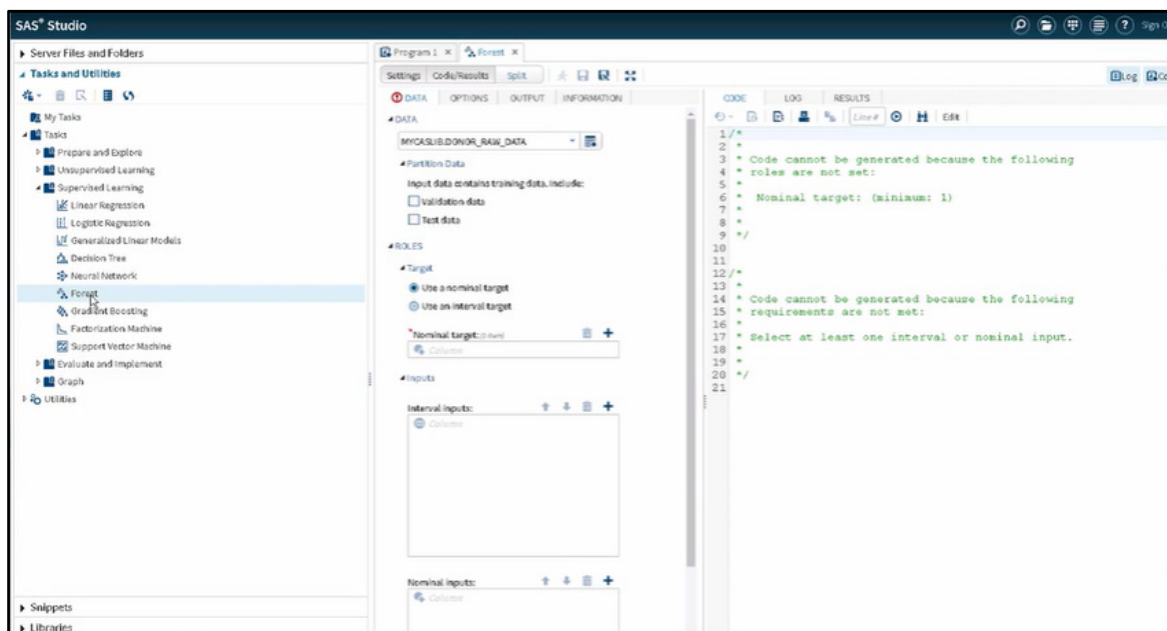 SAS® Studio
Sign O
Server Files and Folders
Tasks and Utilities
My Tasks
Tasks
Prepare and Explore
Unsupervised Learning
Supervised Learning
Linear Regression
Logistic Regression
Generalized Linear Models
Decision Tree
Neural Network
Forest
Gradient Boosting
Factorization Machine
Support Vector Machine
Evaluate and Implement
Graph
Utilities
Snippets
Libraries
Program 1 × Forest ×
Settings Code/Results Split
Log Co
DATA OPTIONS OUTPUT INFORMATION
DATA
MYCASLIB.DONOR_RAW_DATA
Partition Data
Input data contains training data. Include:
Validation data
Test data
ROLES
Target
Use a nominal target
Use an interval target
*Nominal target: (1 item)
Column
Inputs
Interval inputs:
Column
Nominal inputs:
Column
CODE LOG RESULTS
Line # Edit
1 /*
2 *
3 * Code cannot be generated because the following
4 * roles are not set:
5 *
6 * Nominal target: (minimum: 1)
7 *
8 *
9 */
10
11
12 /*
13 *
14 * Code cannot be generated because the following
15 * requirements are not met:
16 *
17 * Select at least one interval or nominal input.
18 *
19 *
20 */
21